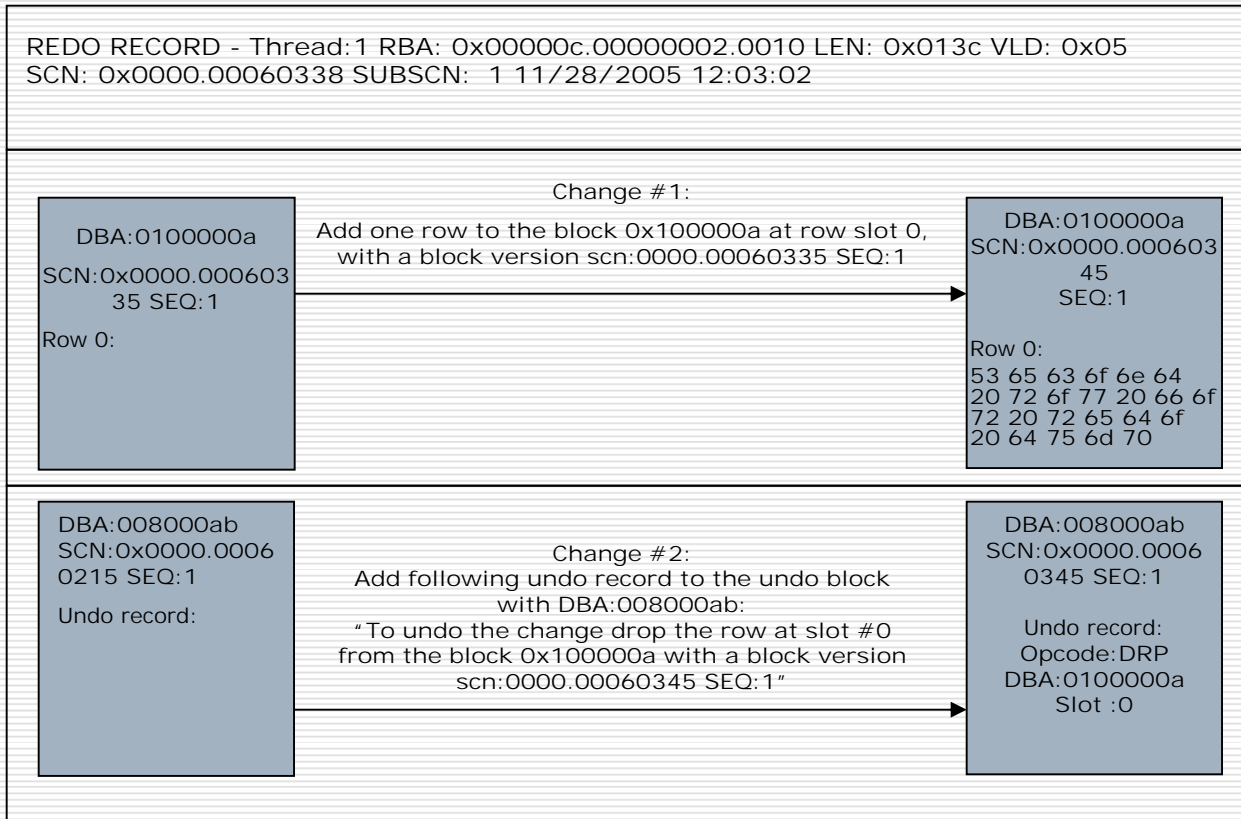 REDO RECORD - Thread:1 RBA: 0x00000c.00000002.0010 LEN: 0x013c VLD: 0x05
SCN: 0x0000.00060338 SUBSCN: 1 11/28/2005 12:03:02
DBA:0100000a
SCN:0x0000.000603
35 SEQ:1
Row 0:
Change #1:
Add one row to the block 0x100000a at row slot 0,
with a block version scn:0000.00060335 SEQ:1
DBA:0100000a
SCN:0x0000.000603
45
SEQ:1
Row 0:
53 65 63 6f 6e 64
20 72 6f 77 20 66 6f
72 20 72 65 64 6f
20 64 75 6d 70
DBA:008000ab
SCN:0x0000.0006
0215 SEQ:1
Undo record:
Change #2:
Add following undo record to the undo block
with DBA:008000ab:
"To undo the change drop the row at slot #0
from the block 0x100000a with a block version
scn:0000.00060345 SEQ:1"
DBA:008000ab
SCN:0x0000.0006
0345 SEQ:1
Undo record:
Opcode:DRP
DBA:0100000a
Slot :0